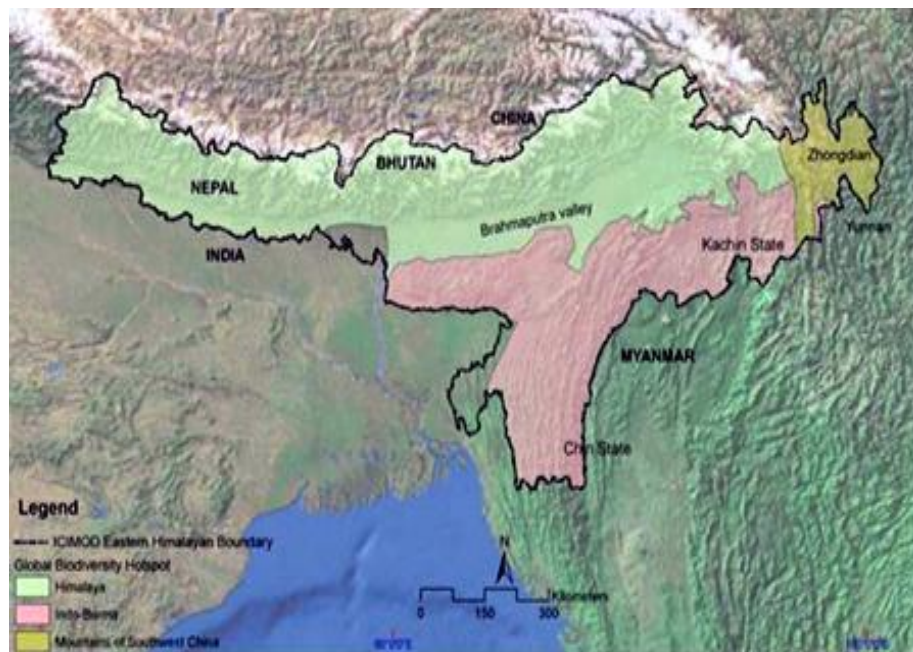 CHINA
Zhongdian
BHUTAN
NEPAL
Brahmaputra valley
Yunnan
Kachin State
INDIA
MYANMAR
Chin State
Legend
ICIMOD Eastern Himalayan Boundary
Global Biodiversity Hotspot
Himalaya
Indo-Burma
Mountains of Southwest China
N
Kilometers
0 150 300